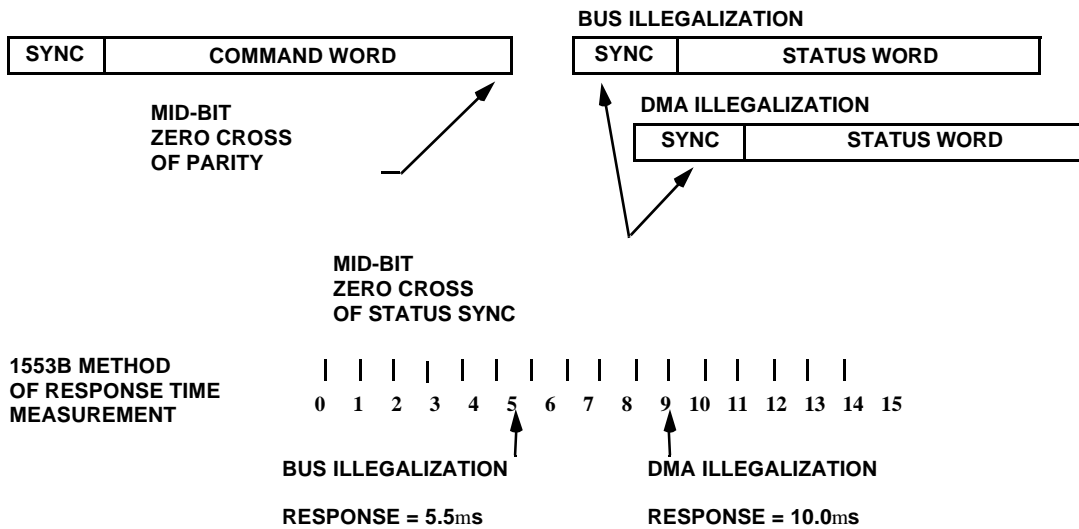 BUS ILLEGALIZATION
SYNC COMMAND WORD SYNC STATUS WORD
DMA ILLEGALIZATION
SYNC STATUS WORD
MID-BIT
ZERO CROSS
OF PARITY
MID-BIT
ZERO CROSS
OF STATUS SYNC
1553B METHOD
OF RESPONSE TIME
MEASUREMENT
0 1 2 3 4 5 6 7 8 9 10 11 12 13 14 15
BUS ILLEGALIZATION DMA ILLEGALIZATION
RESPONSE = 5.5ms RESPONSE = 10.0ms